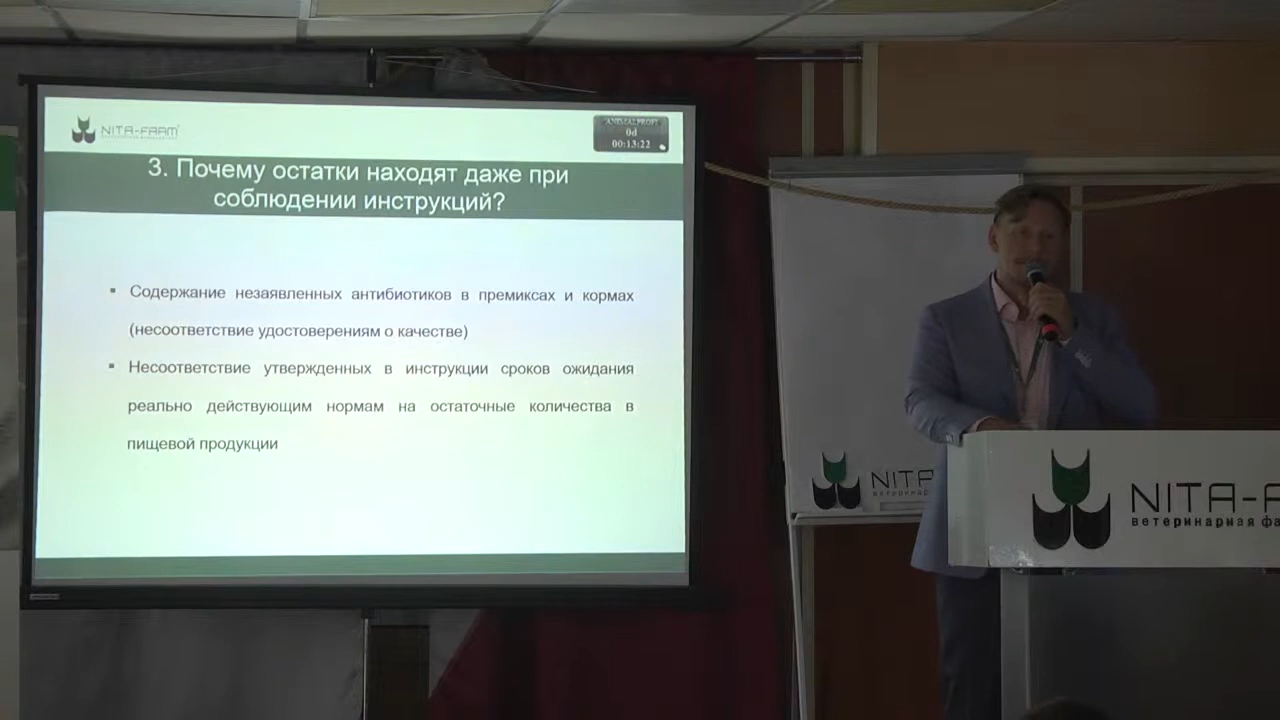 NITA-FARM
0d
00:13:22
3. Почему остатки находят даже при
соблюдении инструкций?
▪ Содержание незаявленных антибиотиков в премиксах и кормах
(несоответствие удостоверениям о качестве)
▪ Несоответствие утвержденных в инструкции сроков ожидания
реально действующим нормам на остаточные количества в
пищевой продукции
NITA
ветеринар
NITA-F
ветеринарная фа